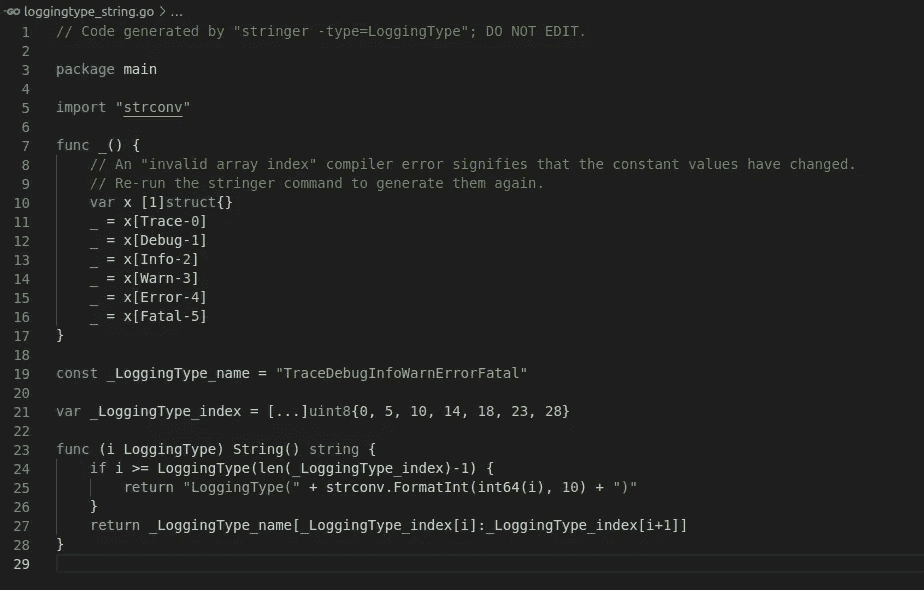 GO loggingtype_string.go > ...
1 // Code generated by "stringer -type=LoggingType"; DO NOT EDIT.
2
3 package main
4
5 import "strconv"
6
7 func _() {
8 // An "invalid array index" compiler error signifies that the constant values have changed.
9 // Re-run the stringer command to generate them again.
10 var x [1]struct{}
11 _ = x[Trace-0]
12 _ = x[Debug-1]
13 _ = x[Info-2]
14 _ = x[Warn-3]
15 _ = x[Error-4]
16 _ = x[Fatal-5]
17 }
18
19 const _LoggingType_name = "TraceDebugInfoWarnErrorFatal"
20
21 var _LoggingType_index = [...]uint8{0, 5, 10, 14, 18, 23, 28}
22
23 func (i LoggingType) String() string {
24 if i >= LoggingType(len(_LoggingType_index)-1) {
25 return "LoggingType(" + strconv.FormatInt(int64(i), 10) + ")"
26 }
27 return _LoggingType_name[_LoggingType_index[i]:_LoggingType_index[i+1]]
28 }
29